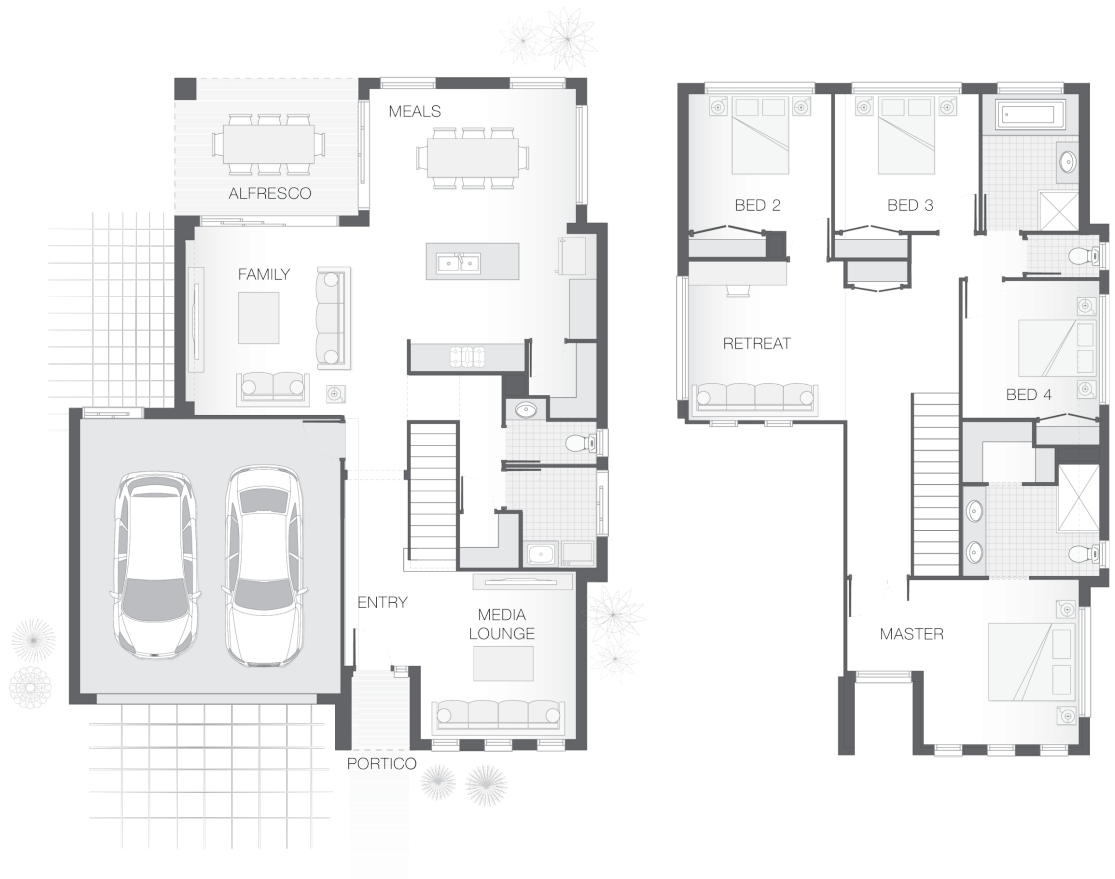 MEALS
ALFRESCO
FAMILY
ENTRY
MEDIA
LOUNGE
PORTICO
BED 2
BED 3
RETREAT
BED 4
MASTER